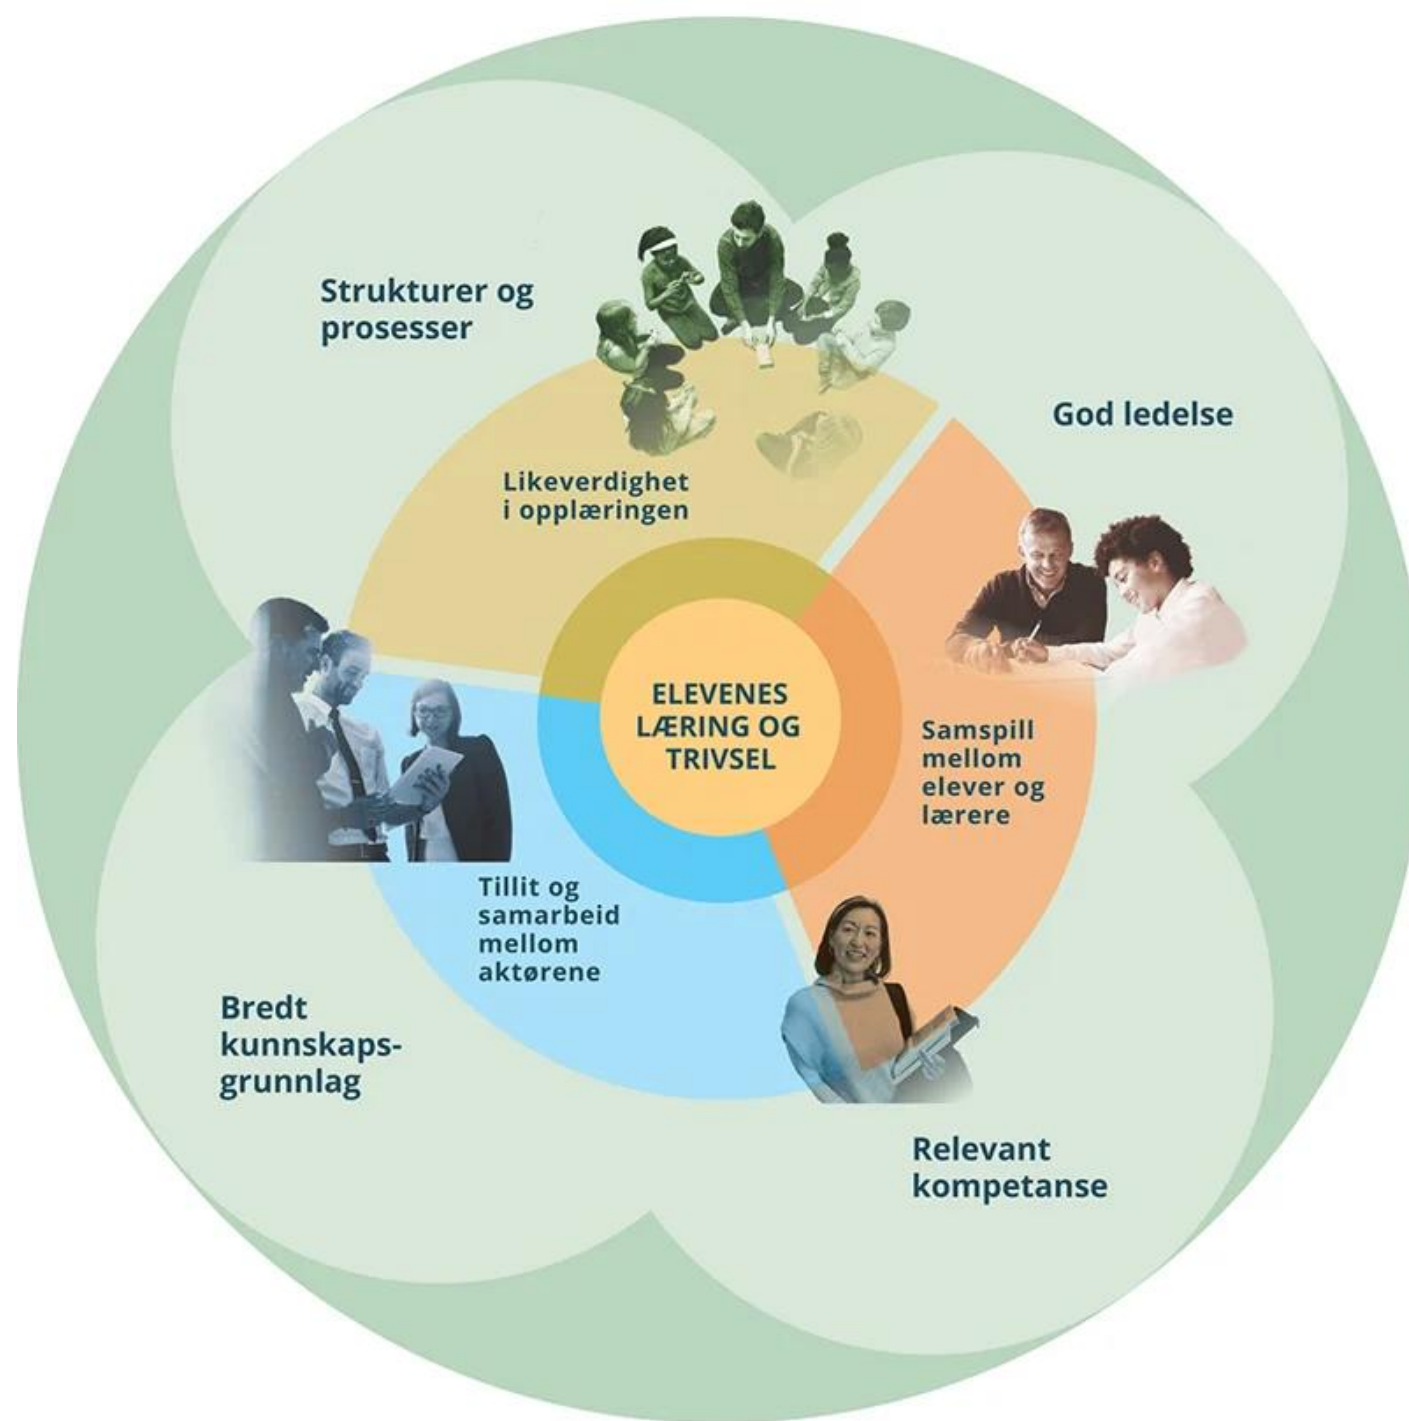 Strukturer og
prosesser
God ledelse
Likeverdighet
i opplæringen
ELEVENES
LÆRING OG
TRIVSEL
Samspill
mellom
elever og
lærere
Tillit og
samarbeid
mellom
aktørene
Bredt
kunnskaps-
grunnlag
Relevant
kompetanse